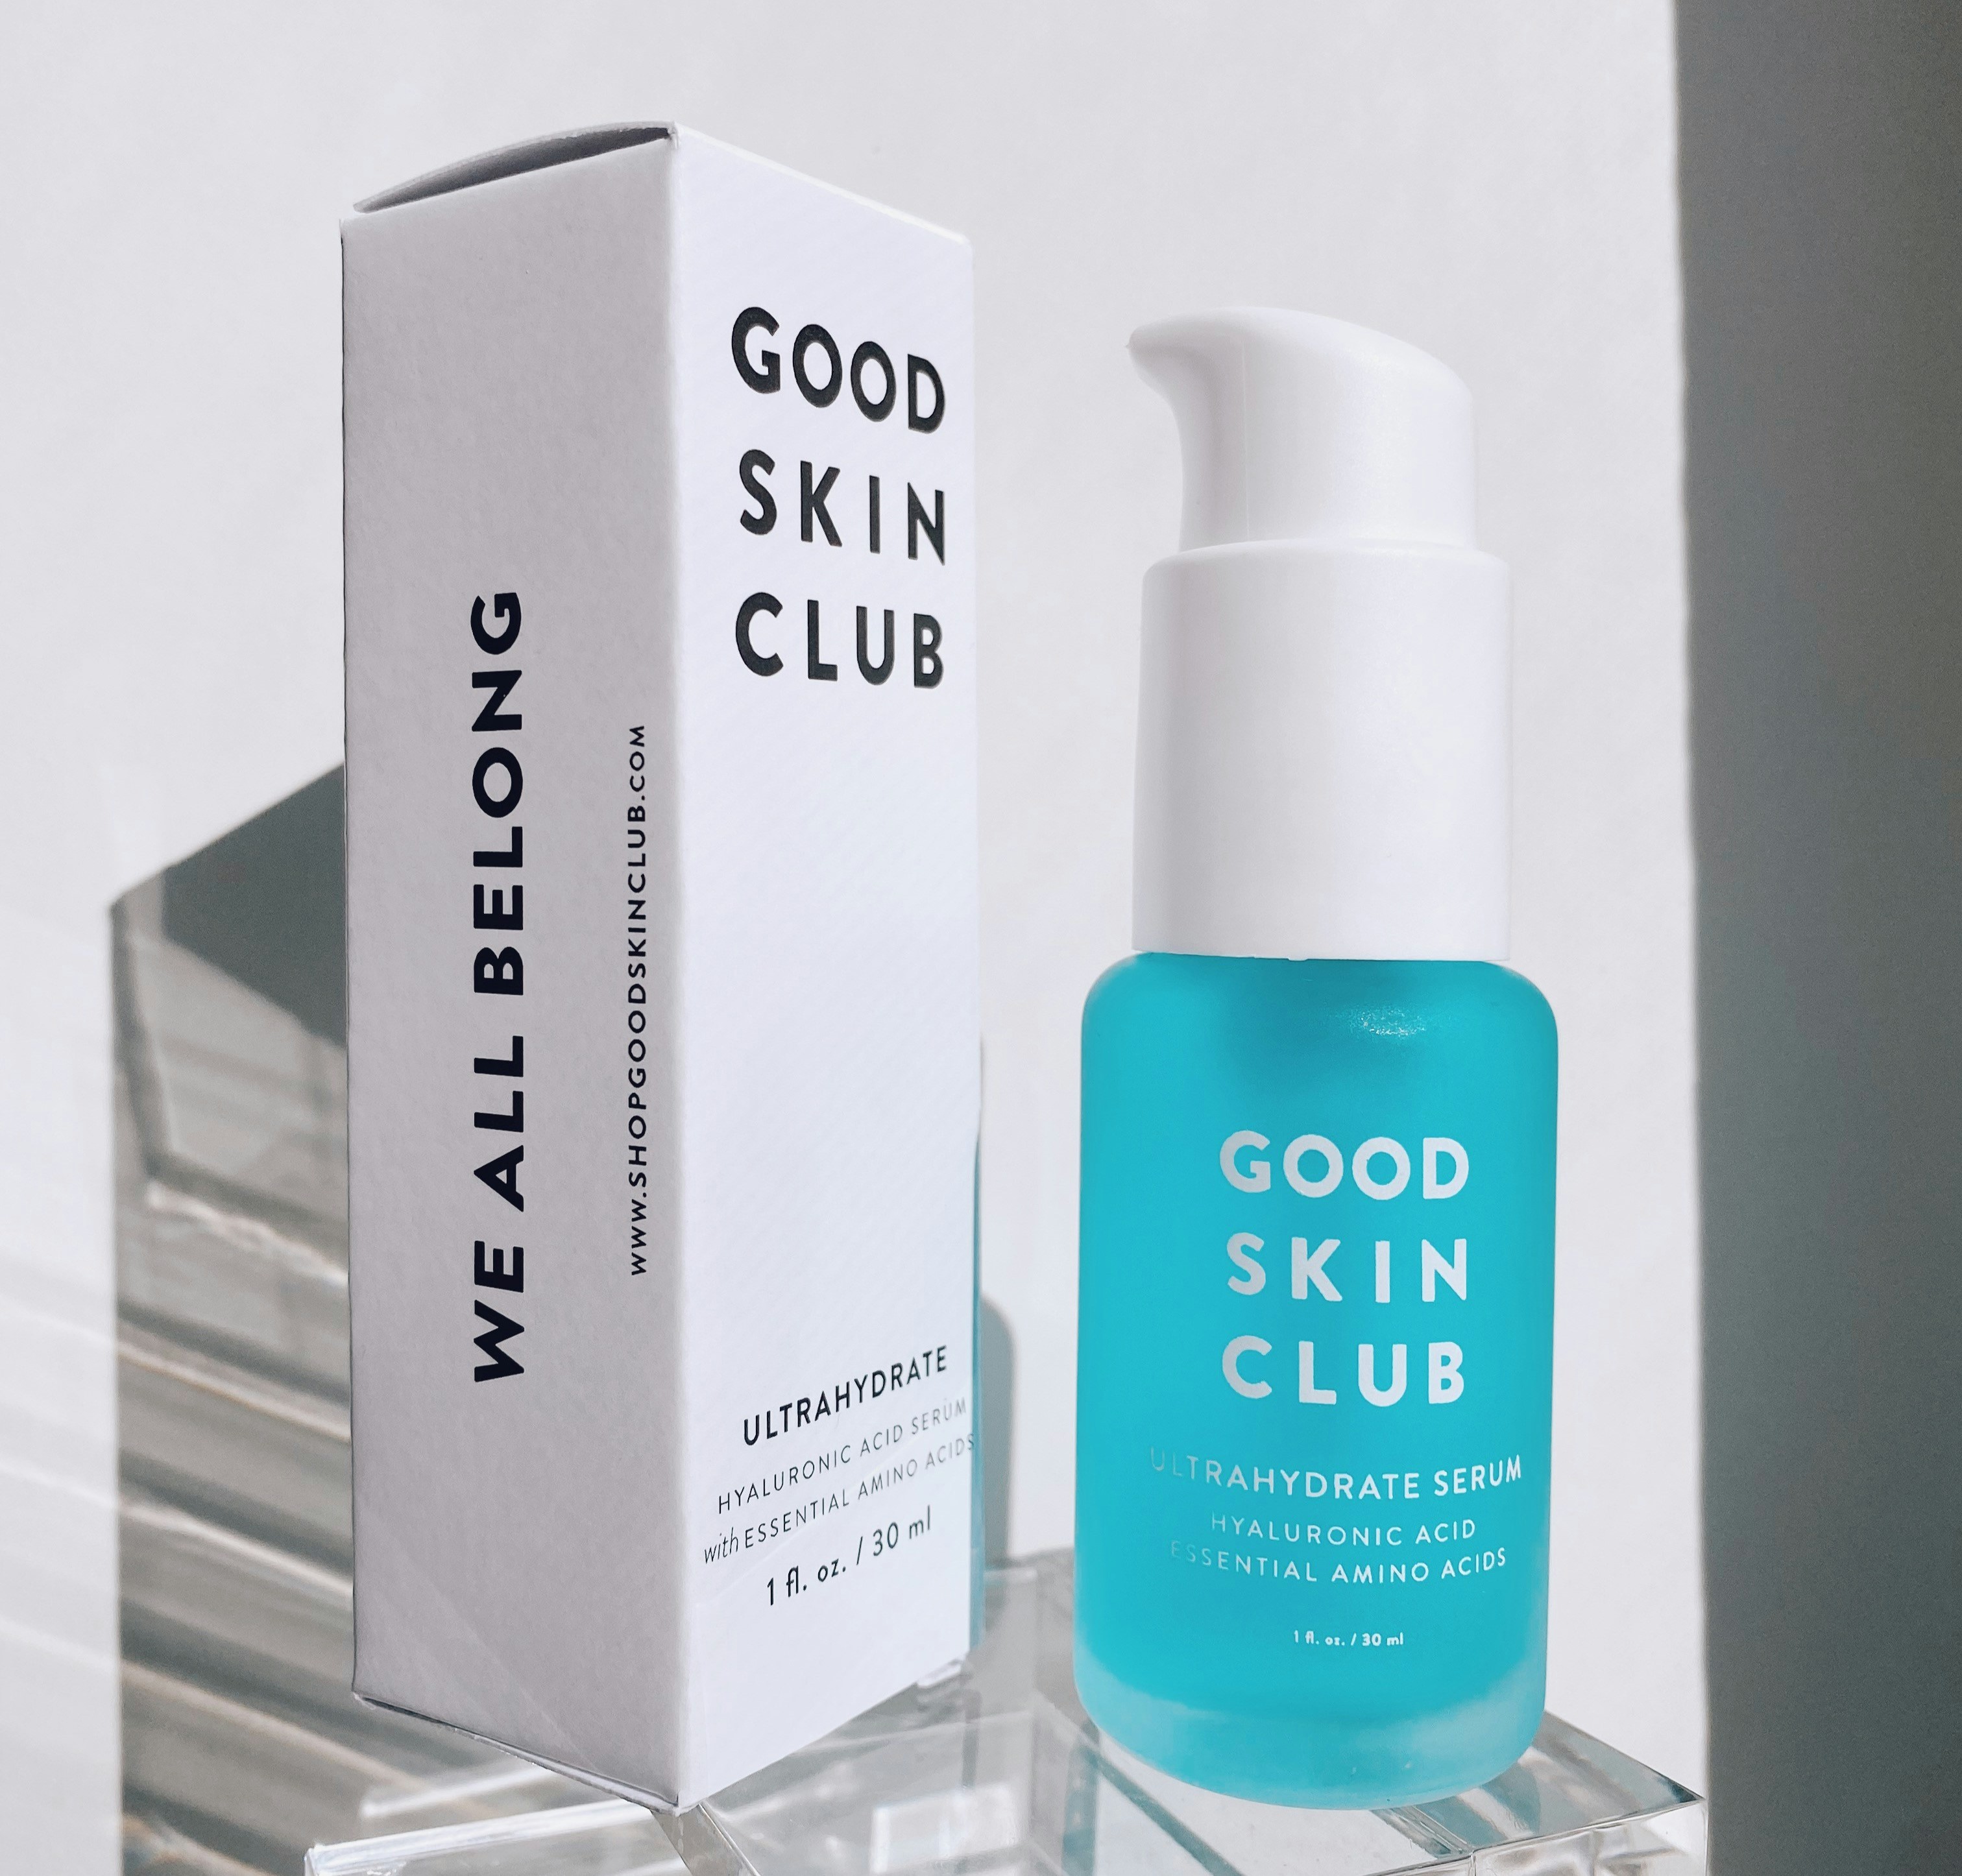 WE ALL BELONG
WWW.SHOPGOODSKINCLUB.COM
GOOD
SKIN
CLUB
ULTRAHYDRATE
HYALURONIC ACID SERUM
with ESSENTIAL AMINO ACIDS
1 fl. oz. / 30 ml
GOOD
SKIN
CLUB
ULTRAHYDRATE SERUM
HYALURONIC ACID
ESSENTIAL AMINO ACIDS
1 fl. oz. / 30 ml